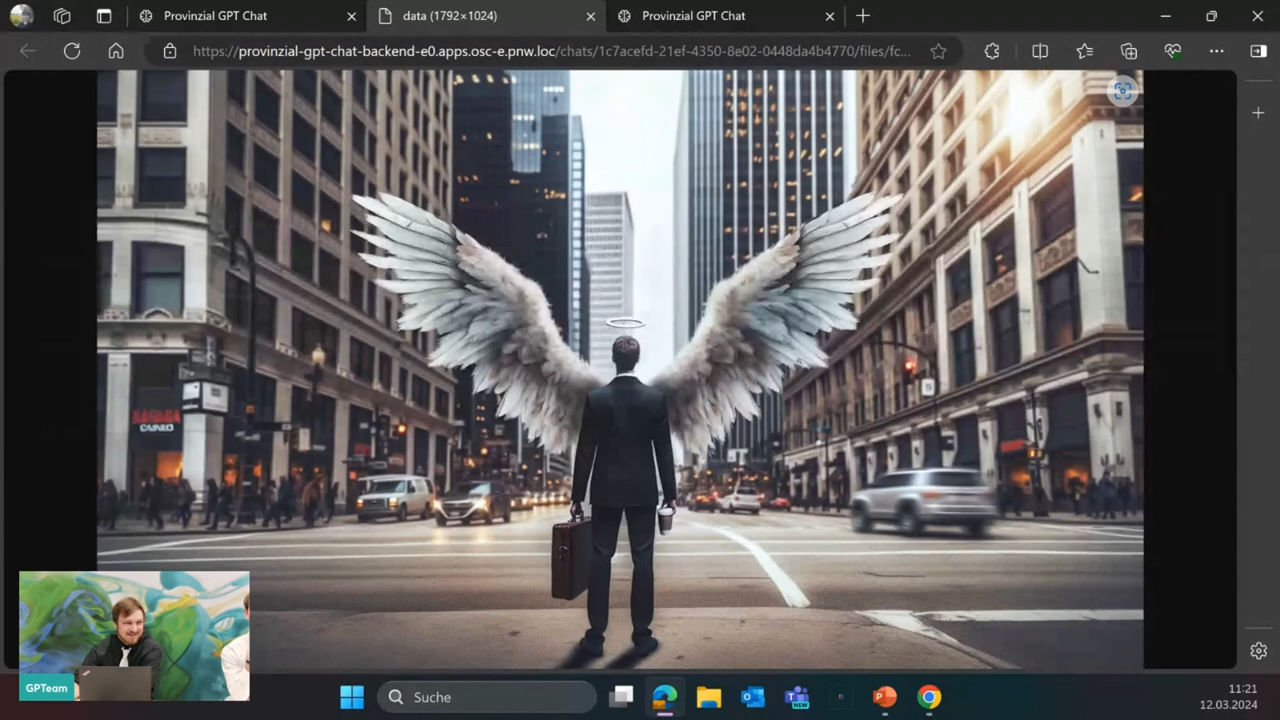 Provinzial GPT Chat
data (1792×1024)
Provinzial GPT Chat
https://provinzial-gpt-chat-backend-e0.apps.osc-e.pnw.loc/chats/1c7acefd-21ef-4350-8e02-0448da4b4770/files/fc...
GPTeam
Suche
NEW
11:21
12.03.2024